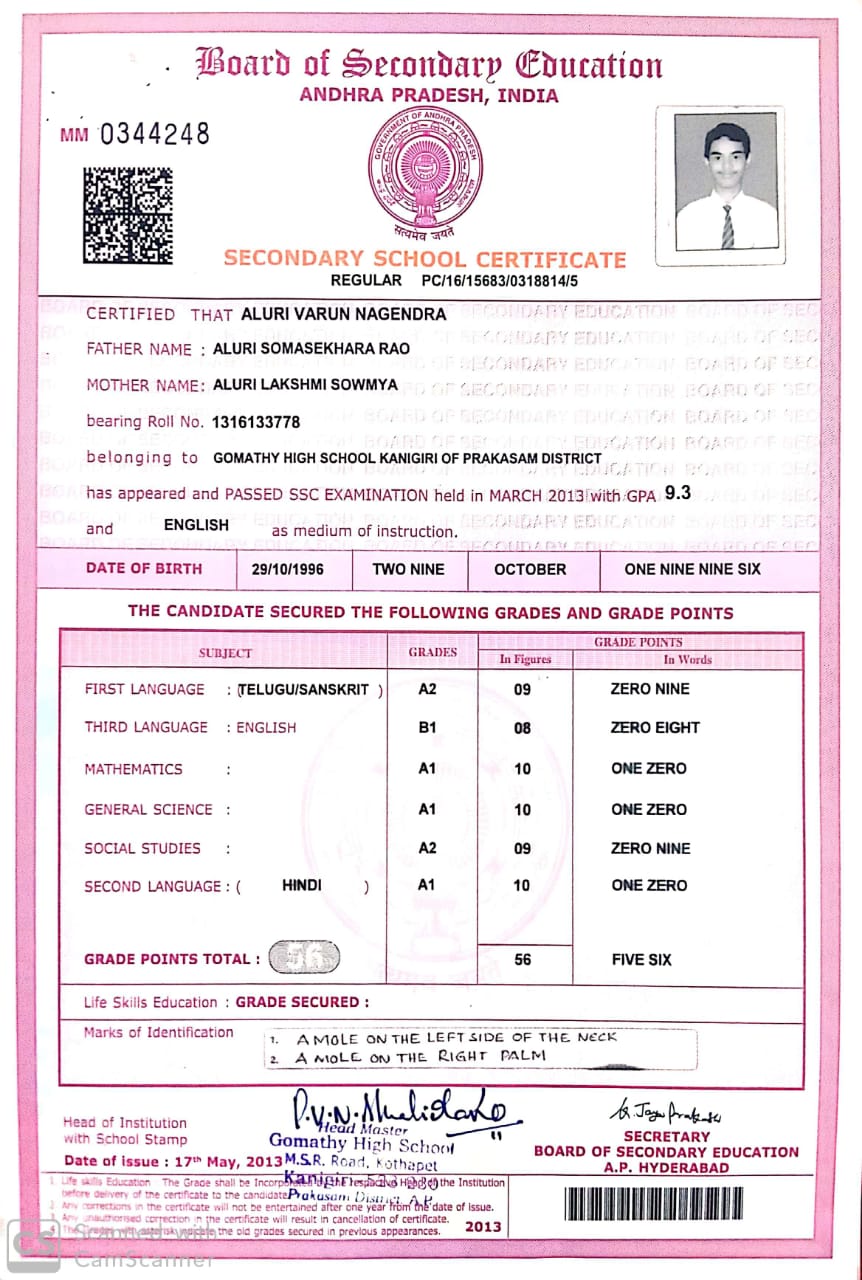 Board of Secondary Education
ANDHRA PRADESH, INDIA
MM 0344248
GOVERNMENT OF ANDHRA PRADESH
सत्यमेव जयते
SECONDARY SCHOOL CERTIFICATE
REGULAR PC/16/15683/0318814/5
CERTIFIED THAT ALURI VARUN NAGENDRA
FATHER NAME : ALURI SOMASEKHARA RAO
MOTHER NAME: ALURI LAKSHMI SOWMYA
bearing Roll No. 1316133778
belonging to GOMATHY HIGH SCHOOL KANIGIRI OF PRAKASAM DISTRICT
has appeared and PASSED SSC EXAMINATION held in MARCH 2013 with GPA 9.3
and ENGLISH as medium of instruction.
DATE OF BIRTH 29/10/1996 TWO NINE OCTOBER ONE NINE NINE SIX
THE CANDIDATE SECURED THE FOLLOWING GRADES AND GRADE POINTS
SUBJECT GRADES GRADE POINTS
In Figures In Words
FIRST LANGUAGE : (TELUGU/SANSKRIT ) A2 09 ZERO NINE
THIRD LANGUAGE : ENGLISH B1 08 ZERO EIGHT
MATHEMATICS : A1 10 ONE ZERO
GENERAL SCIENCE : A1 10 ONE ZERO
SOCIAL STUDIES : A2 09 ZERO NINE
SECOND LANGUAGE : ( HINDI ) A1 10 ONE ZERO
GRADE POINTS TOTAL : 56 56 FIVE SIX
Life Skills Education : GRADE SECURED :
Marks of Identification
1. A MOLE ON THE LEFT SIDE OF THE NECK
2. A MOLE ON THE RIGHT PALM
Head of Institution
with School Stamp
Date of issue : 17th May, 2013
Head Master
Gomathy High School
M.S.R. Road, Kothapet
Prakasam District, A.P.
SECRETARY
BOARD OF SECONDARY EDUCATION
A.P. HYDERABAD
1. Life skills Education : The Grade shall be Incorporated by the respective Head of the Institution
before delivery of the certificate to the candidate
2. Any corrections in the certificate will not be entertained after one year from the date of issue.
3. Any unauthorised correction in the certificate will result in cancellation of certificate.
the old grades secured in previous appearances.
2013
CS
Scanned with
CamScanner